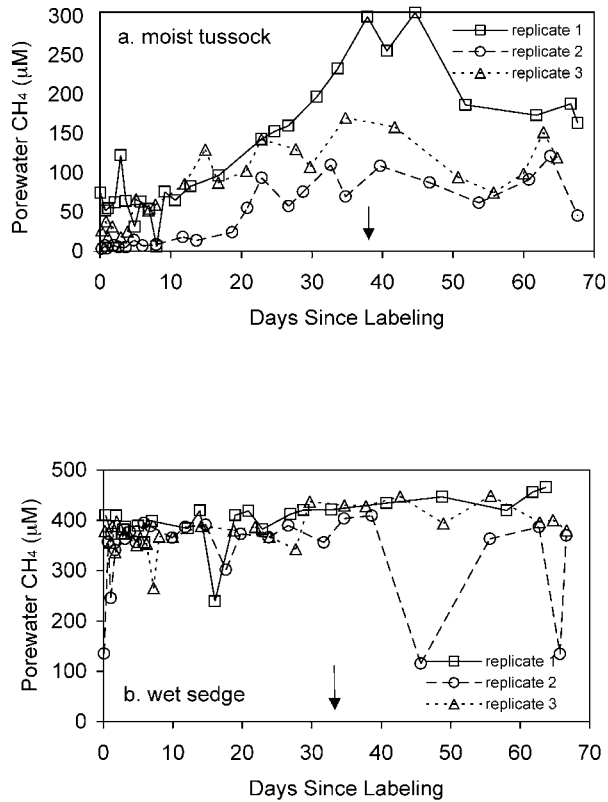 a. moist tussock
replicate 1
replicate 2
replicate 3
Porewater CH₄ (μM)
300
250
200
150
100
50
0
0 10 20 30 40 50 60 70
Days Since Labeling
500
400
300
200
100
0
Porewater CH₄ (μM)
b. wet sedge
replicate 1
replicate 2
replicate 3
0 10 20 30 40 50 60 70
Days Since Labeling